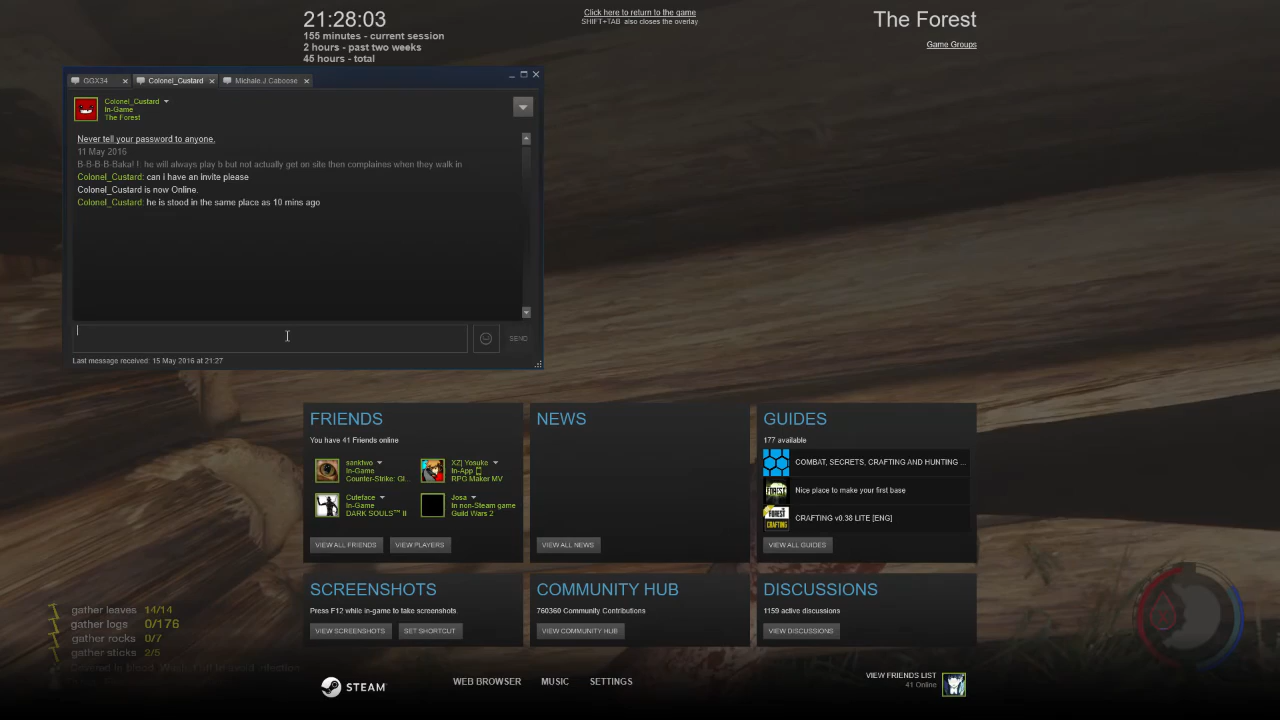 21:28:03
155 minutes - current session
2 hours - past two weeks
45 hours - total
Click here to return to the game
SHIFT+TAB also closes the overlay
The Forest
Game Groups
GGX34
Colonel_Custard
Michale J Caboose
Colonel_Custard
In-Game
The Forest
Never tell your password to anyone.
11 May 2016
B-B-B-B-Baka! !: he will always play b but not actually get on site then complaines when they walk in
Colonel_Custard: can i have an invite please
Colonel_Custard is now Online.
Colonel_Custard: he is stood in the same place as 10 mins ago
SEND
Last message received: 15 May 2016 at 21:27
FRIENDS
You have 41 Friends online
sanktwo
In-Game
Counter-Strike: Gl...
XZ| Yosuke
In-App
RPG Maker MV
Cuteface
In-Game
DARK SOULS™ II
Josa
In non-Steam game
Guild Wars 2
VIEW ALL FRIENDS
VIEW PLAYERS
NEWS
VIEW ALL NEWS
GUIDES
177 available
COMBAT, SECRETS, CRAFTING AND HUNTING ...
Nice place to make your first base
CRAFTING v0.38 LITE [ENG]
VIEW ALL GUIDES
SCREENSHOTS
Press F12 while in-game to take screenshots
VIEW SCREENSHOTS
SET SHORTCUT
COMMUNITY HUB
760360 Community Contributions
VIEW COMMUNITY HUB
DISCUSSIONS
1159 active discussions
VIEW DISCUSSIONS
gather leaves 14/14
gather logs 0/176
gather rocks 0/7
gather sticks 2/5
STEAM
WEB BROWSER
MUSIC
SETTINGS
VIEW FRIENDS LIST
41 Online